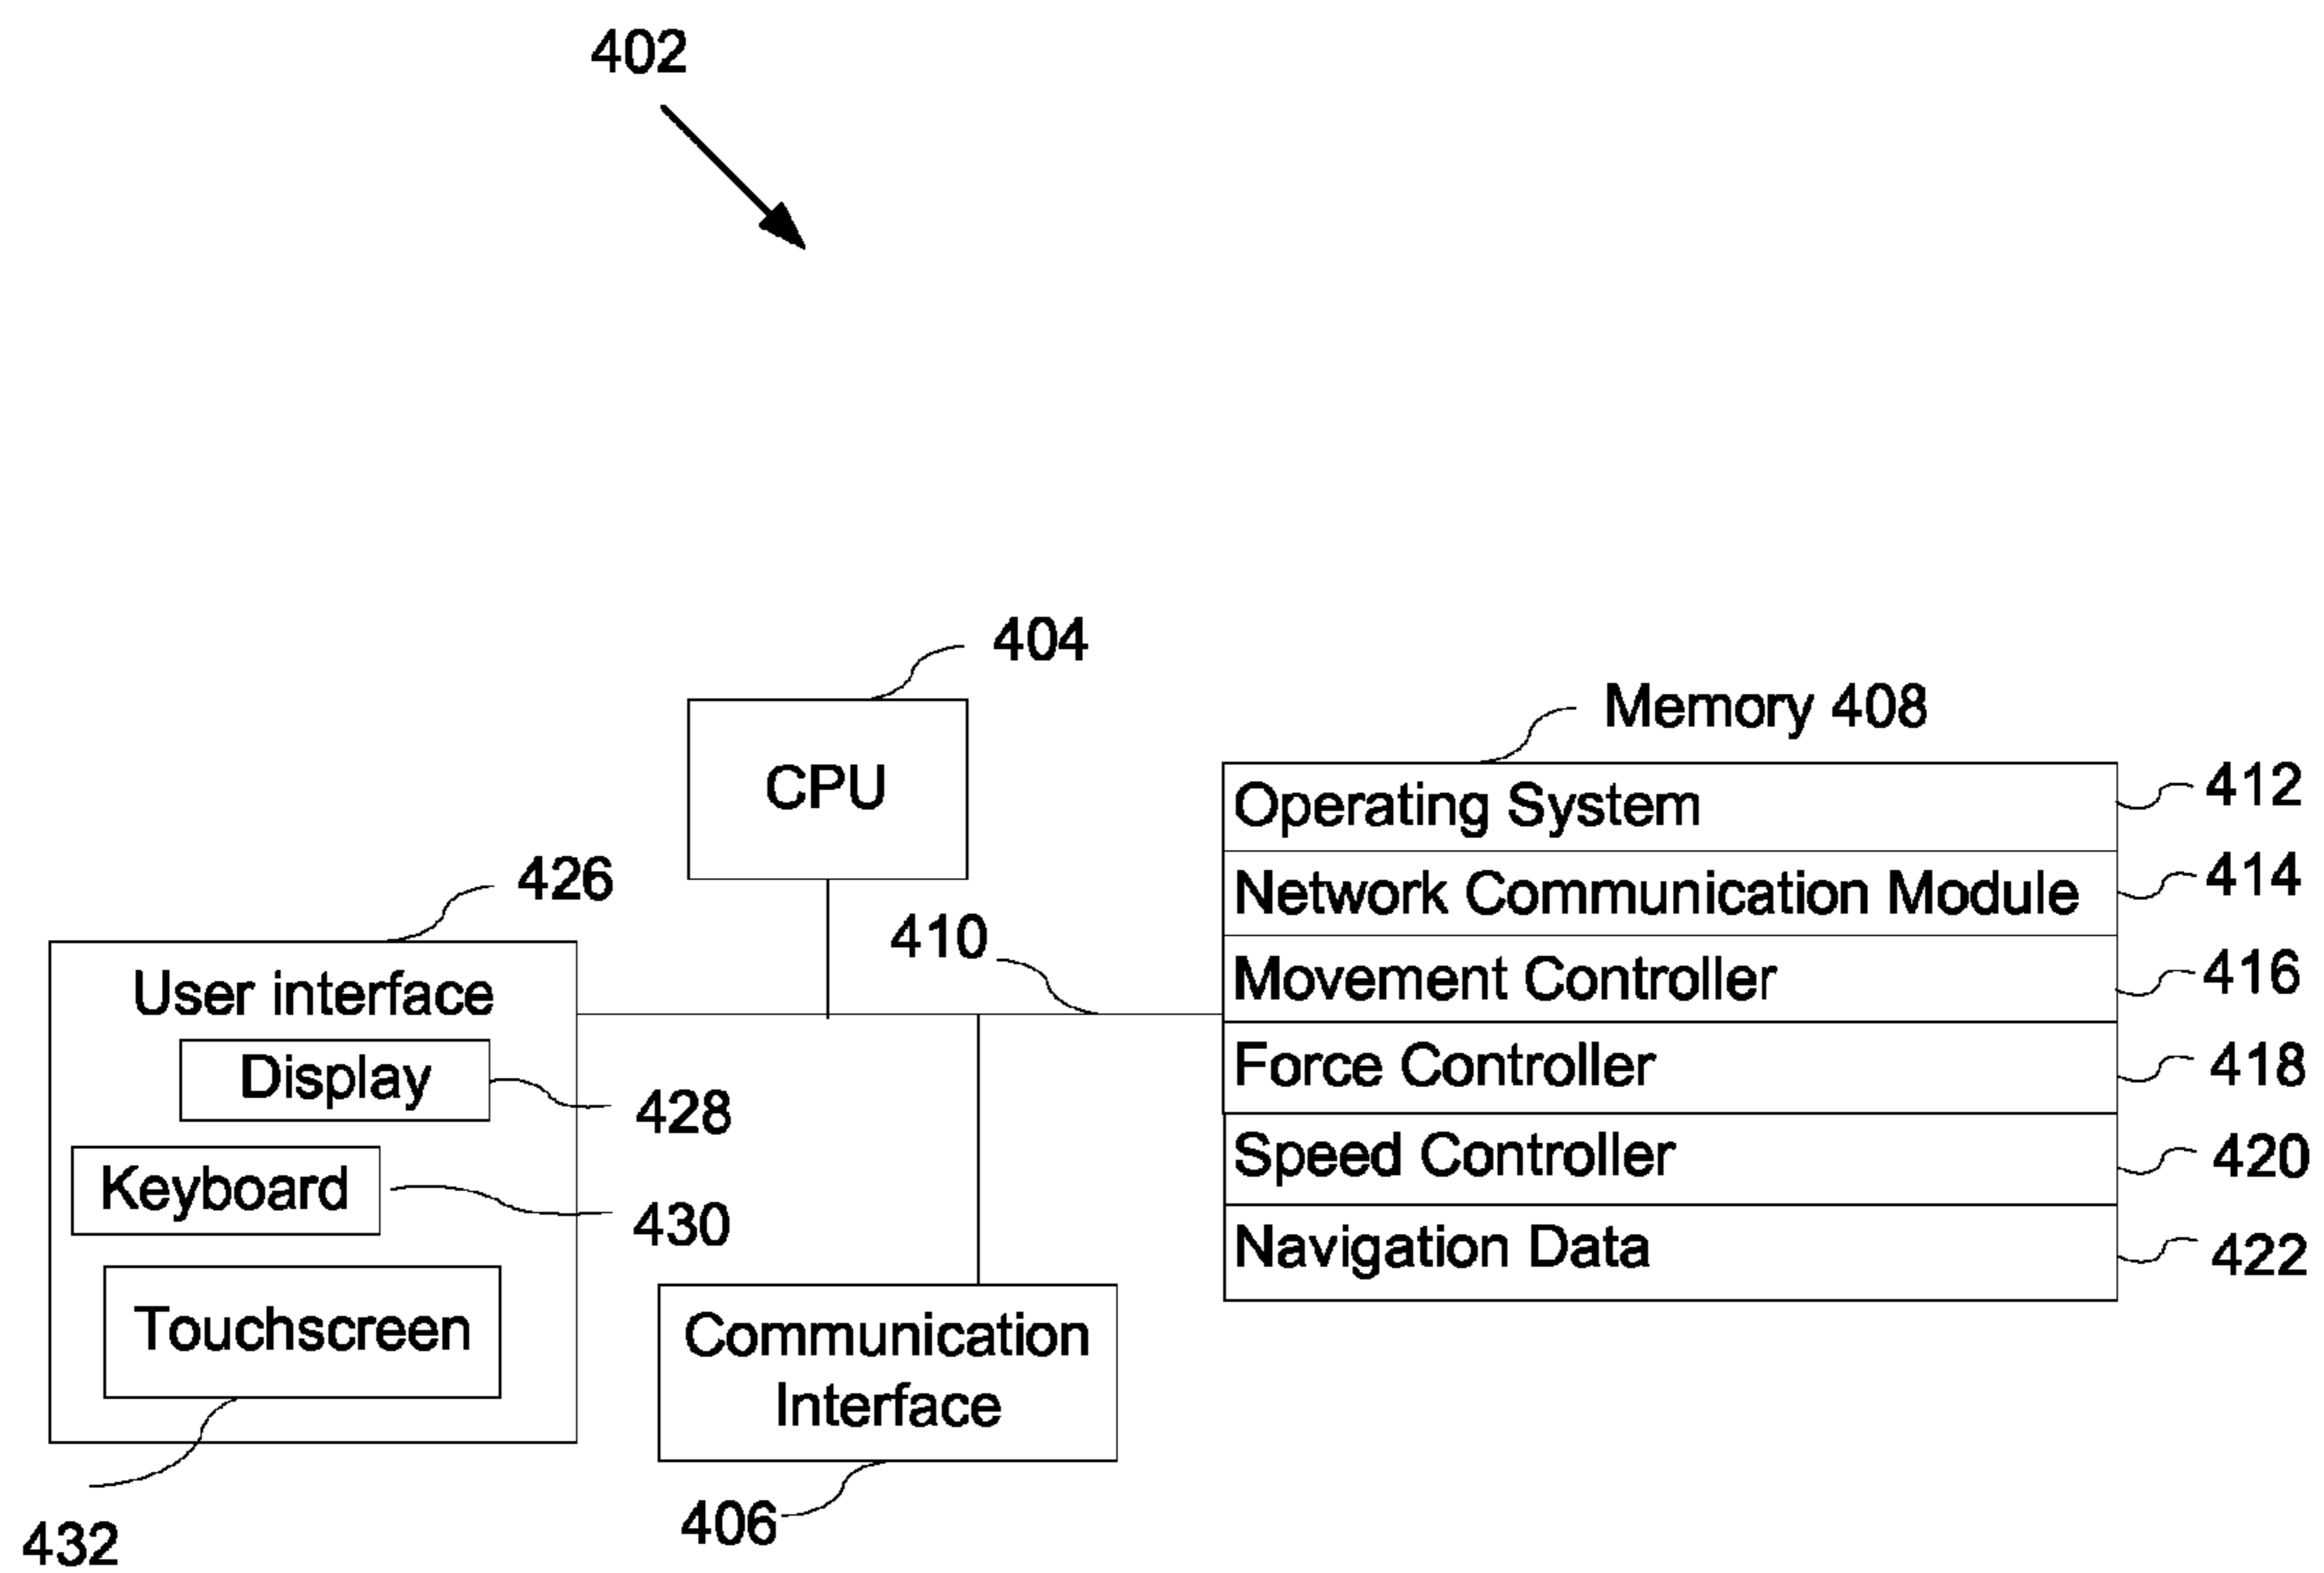 402
404
CPU
Memory 408
Operating System
412
Network Communication Module
414
Movement Controller
416
Force Controller
418
Speed Controller
420
Navigation Data
422
410
426
User interface
Display
428
Keyboard
430
Touchscreen
432
Communication
Interface
406